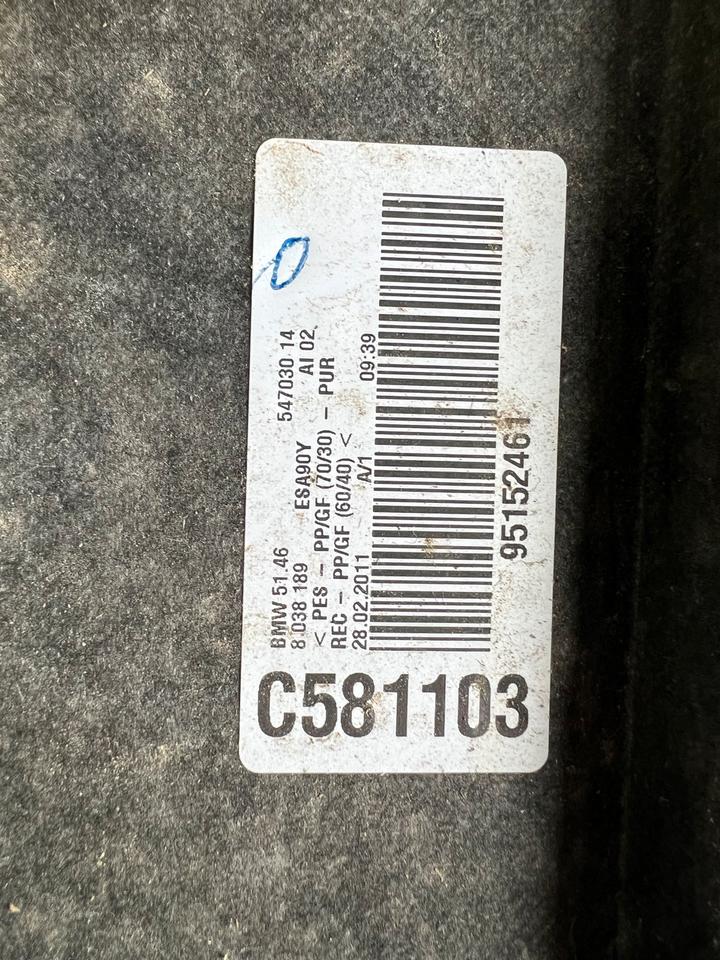 0
BMW 51.46 547030 14
8 038 189 ESA90Y AI 02
< PES - PP/GF (70/30) - PUR
REC - PP/GF (60/40) <
28.02.2011 A/1 09:39
95152461
C581103